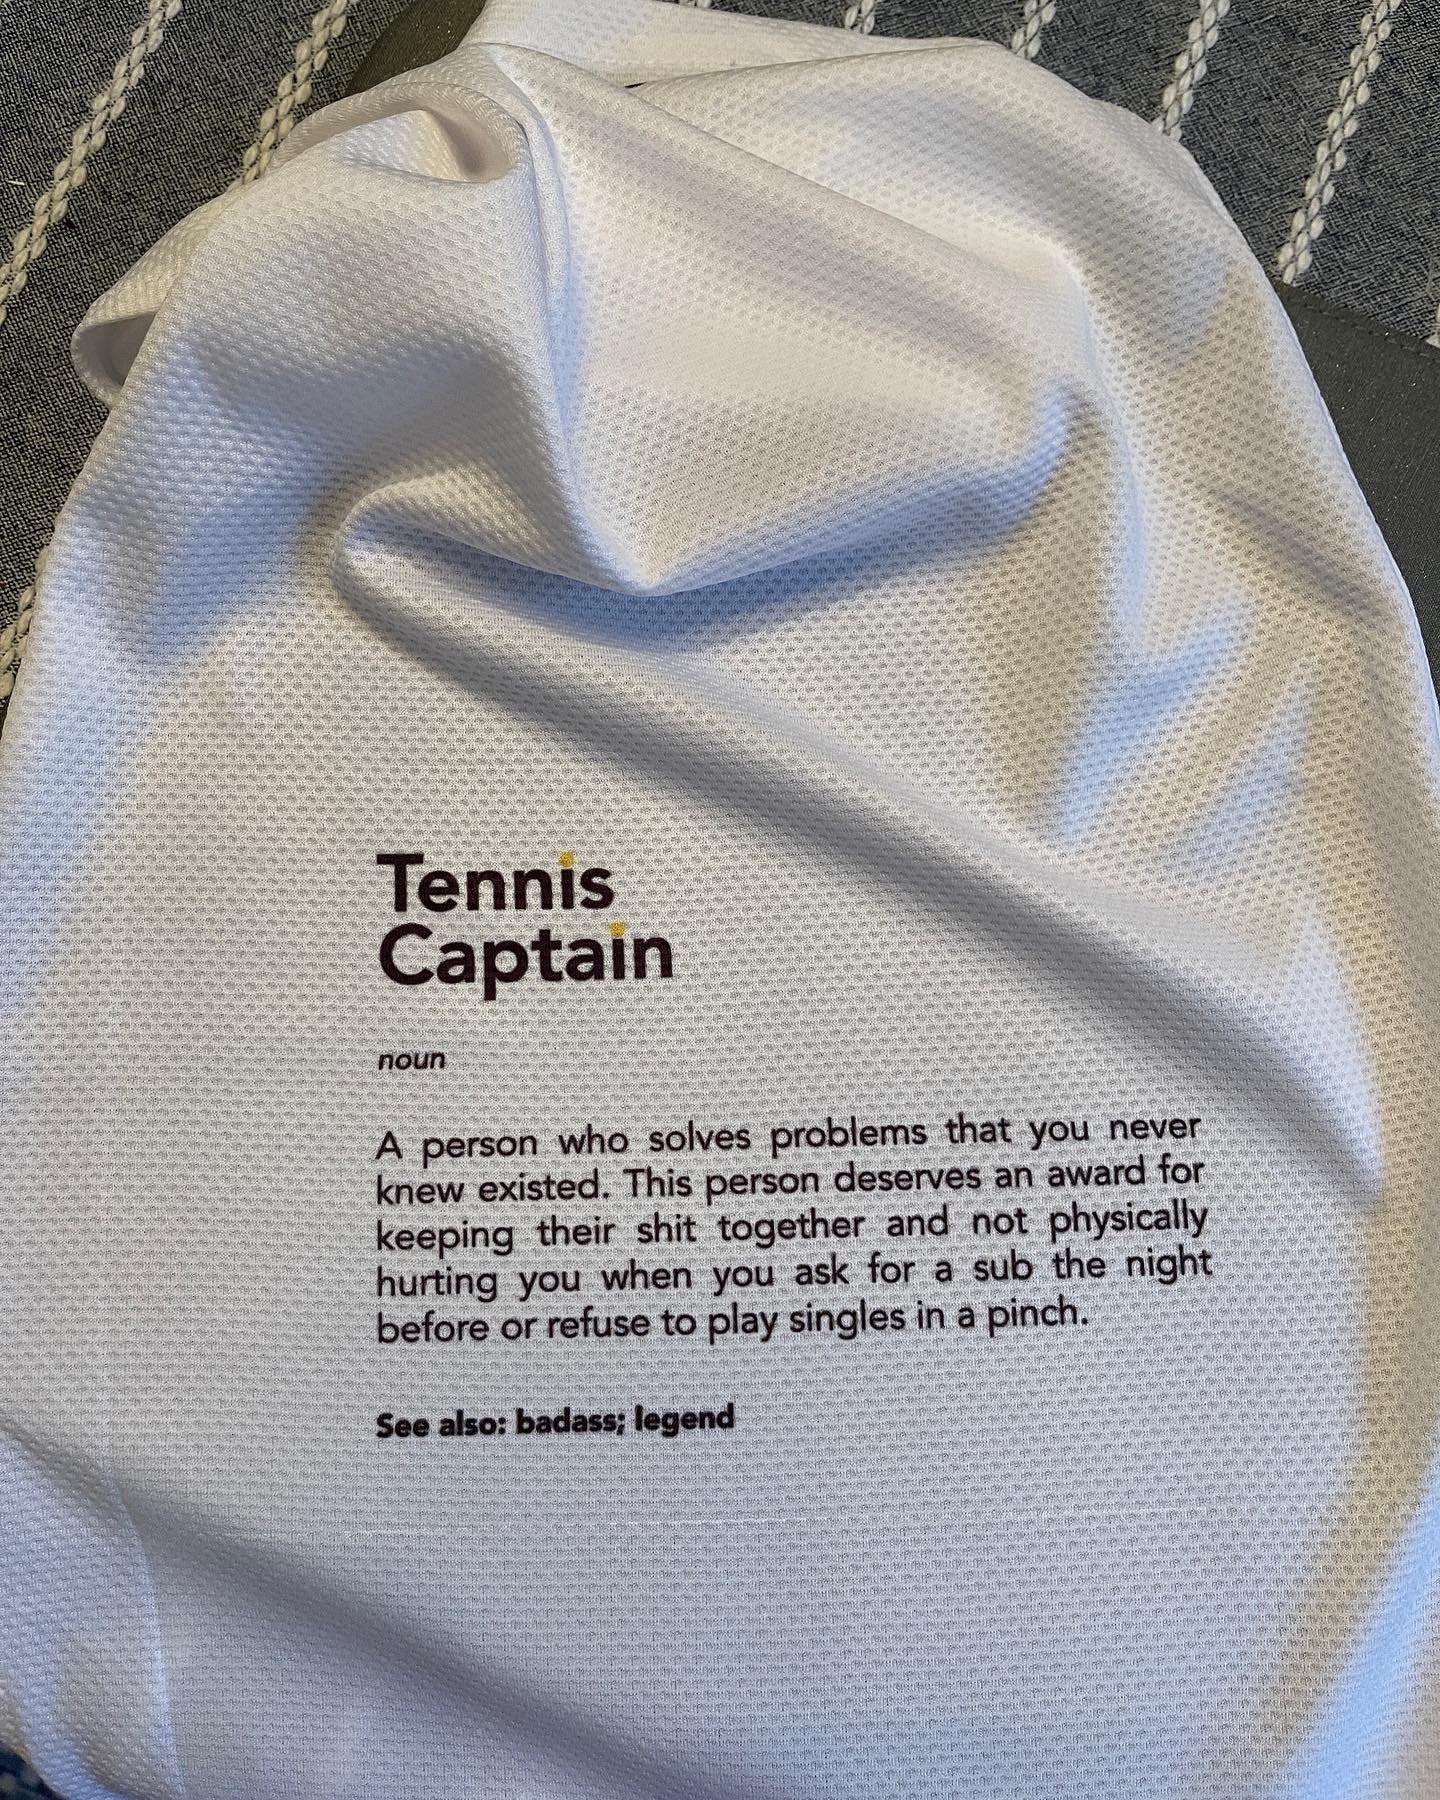 Tennis
Captain
noun
A person who solves problems that you never
knew existed. This person deserves an award for
keeping their shit together and not physically
hurting you when you ask for a sub the night
before or refuse to play singles in a pinch.
See also: badass; legend